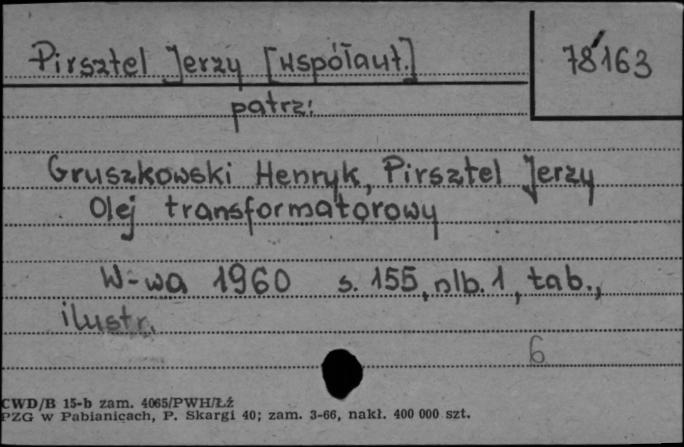 Pirsztel Jerzy [współaut.]
78163
patrz:
Gruszkowski Henryk, Pirsztel Jerzy
Olej transformatorowy
W-wa 1960 s. 155, nlb. 1, tab.,
ilustr.
6
CWD/B 15-b zam. 4065/PWH/Łź
PZG w Pabianicach, P. Skargi 40; zam. 3-66, nakł. 400 000 szt.